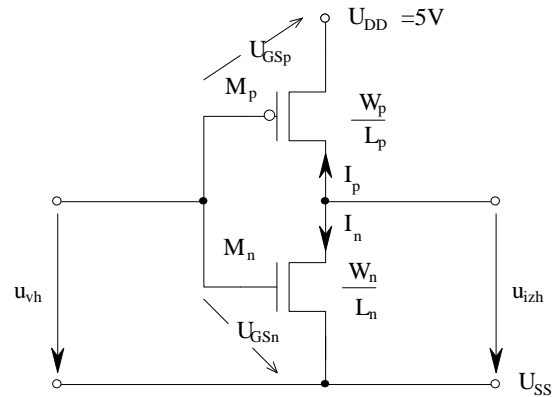 U_DD =5V
U_GSp
M_p
W_p
L_p
I_p
I_n
M_n
W_n
L_n
u_vh
u_izh
U_GSn
U_SS